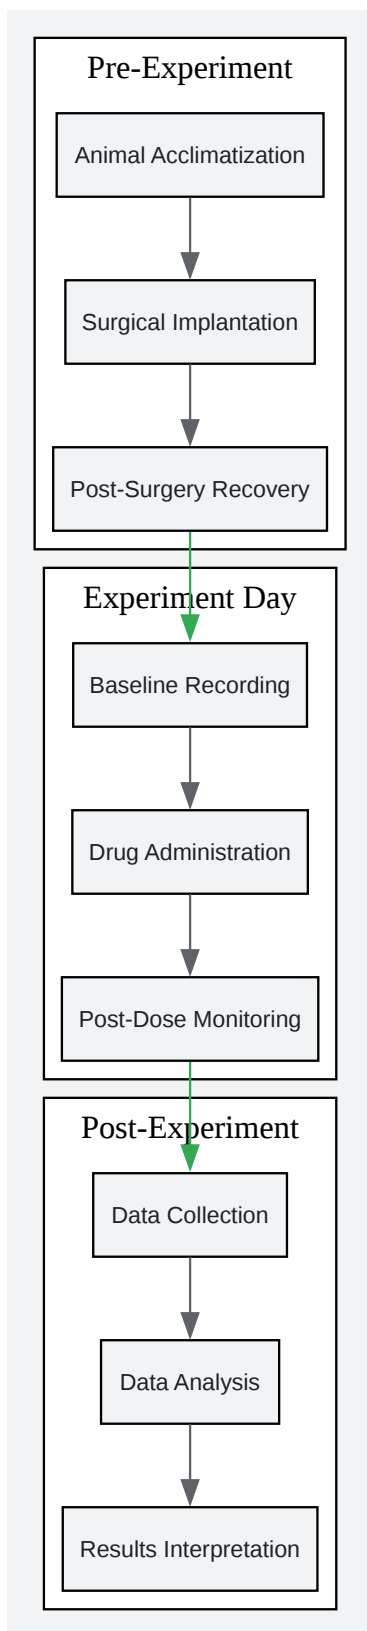 Pre-Experiment
Animal Acclimatization
Surgical Implantation
Post-Surgery Recovery
Experiment Day
Baseline Recording
Drug Administration
Post-Dose Monitoring
Post-Experiment
Data Collection
Data Analysis
Results Interpretation